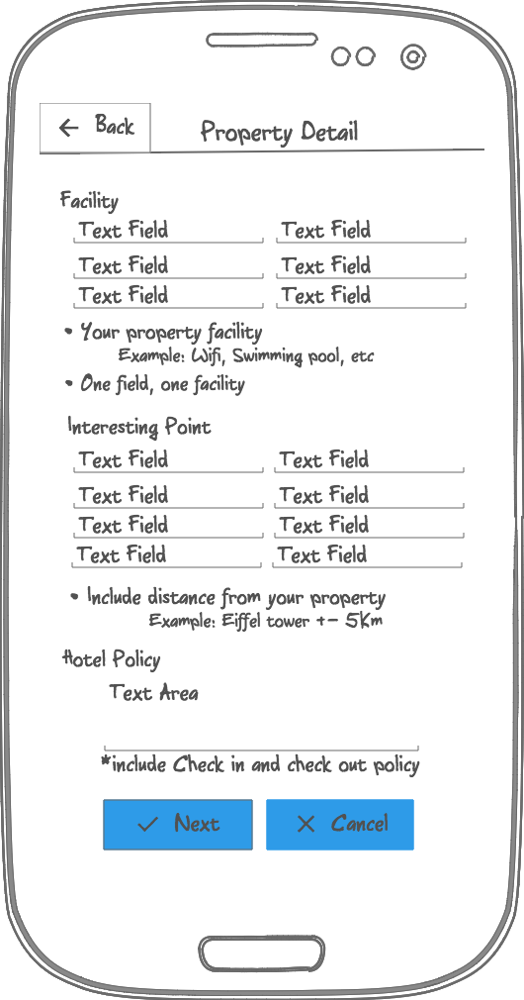 Back
Property Detail
Facility
Text Field Text Field
Text Field Text Field
Text Field Text Field
• Your property facility
Example: Wifi, Swimming pool, etc
• One field, one facility
Interesting Point
Text Field Text Field
Text Field Text Field
Text Field Text Field
Text Field Text Field
• Include distance from your property
Example: Eiffel tower +- 5Km
Hotel Policy
Text Area
*include Check in and check out policy
Next Cancel